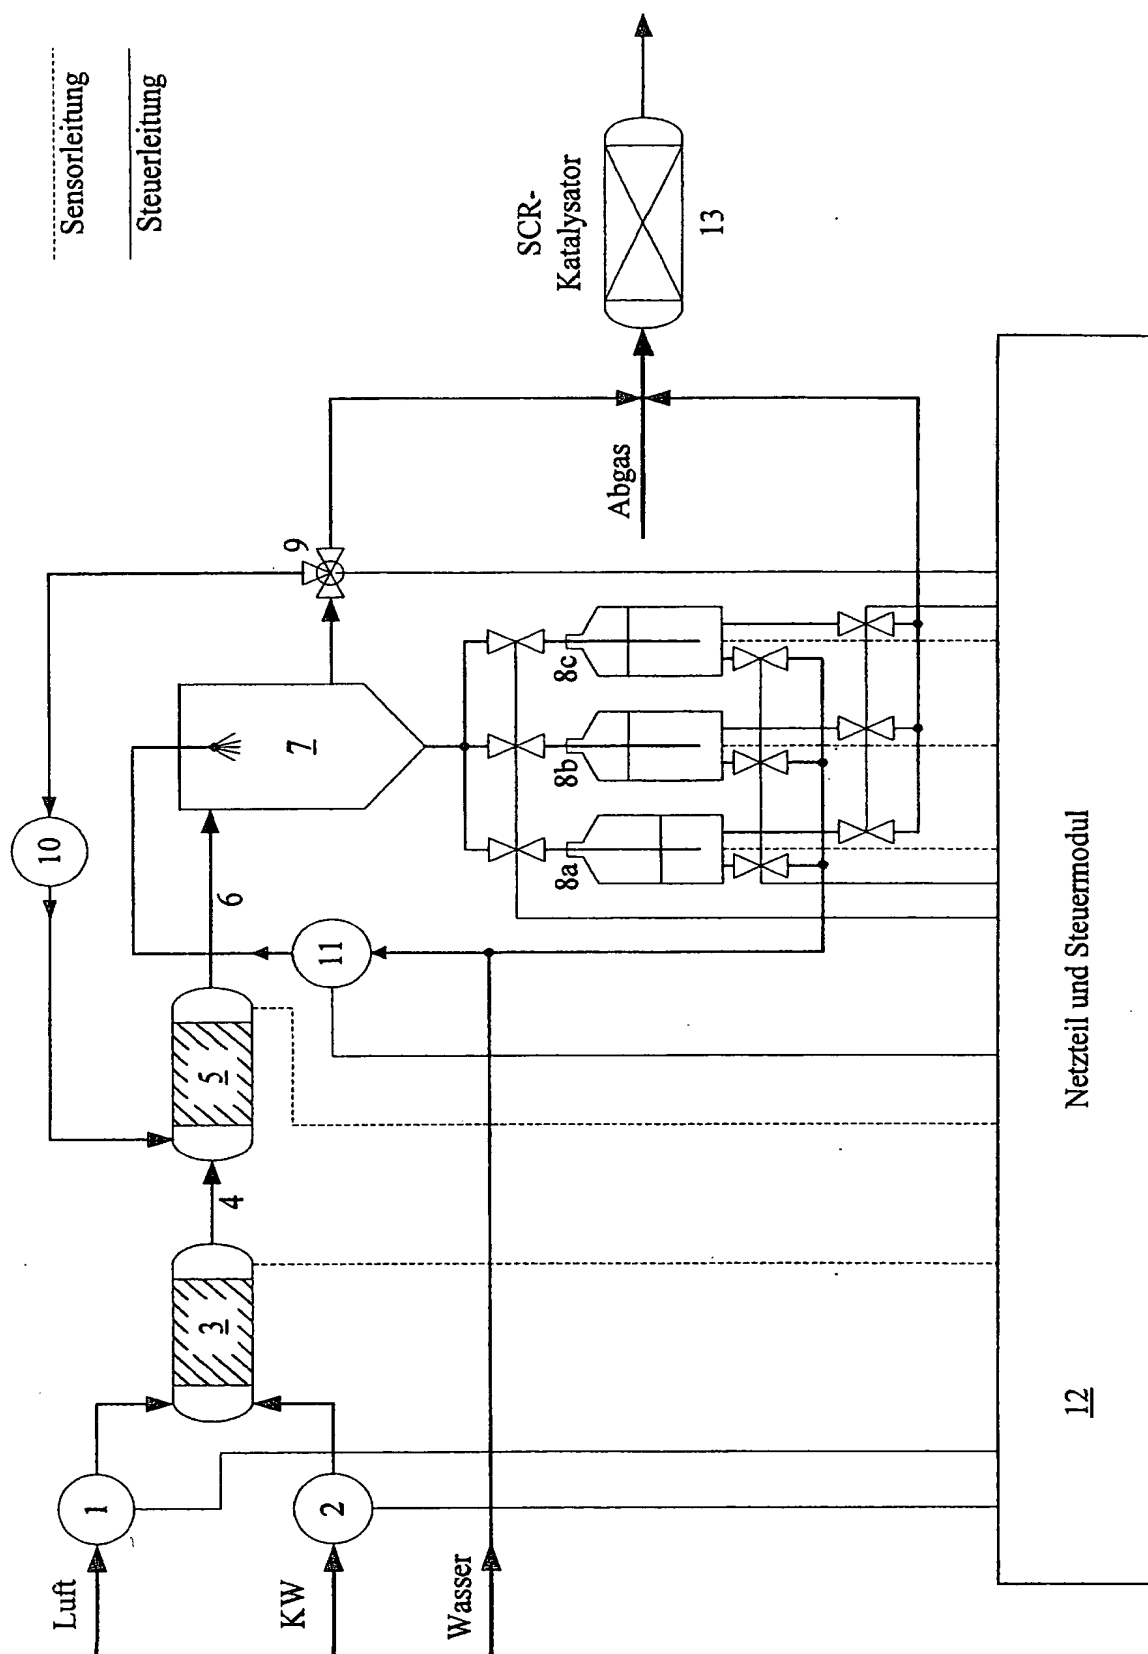 Sensorleitung
Steuerleitung
Luft
KW
Wasser
1
2
3
4
5
6
7
8a
8b
8c
9
10
11
Abgas
SCR-
Katalysator
13
12
Netzteil und Steuermodul